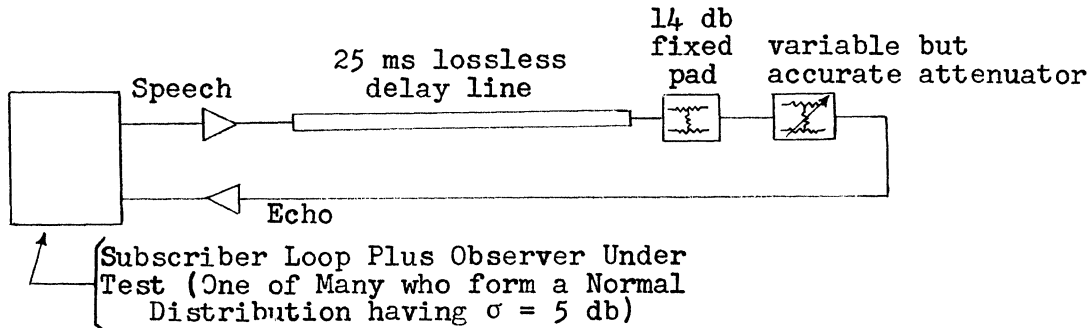 14 db
fixed
pad
variable but
accurate attenuator
25 ms lossless
delay line
Speech
Echo
Subscriber Loop Plus Observer Under
Test (One of Many who form a Normal
Distribution having σ = 5 db)